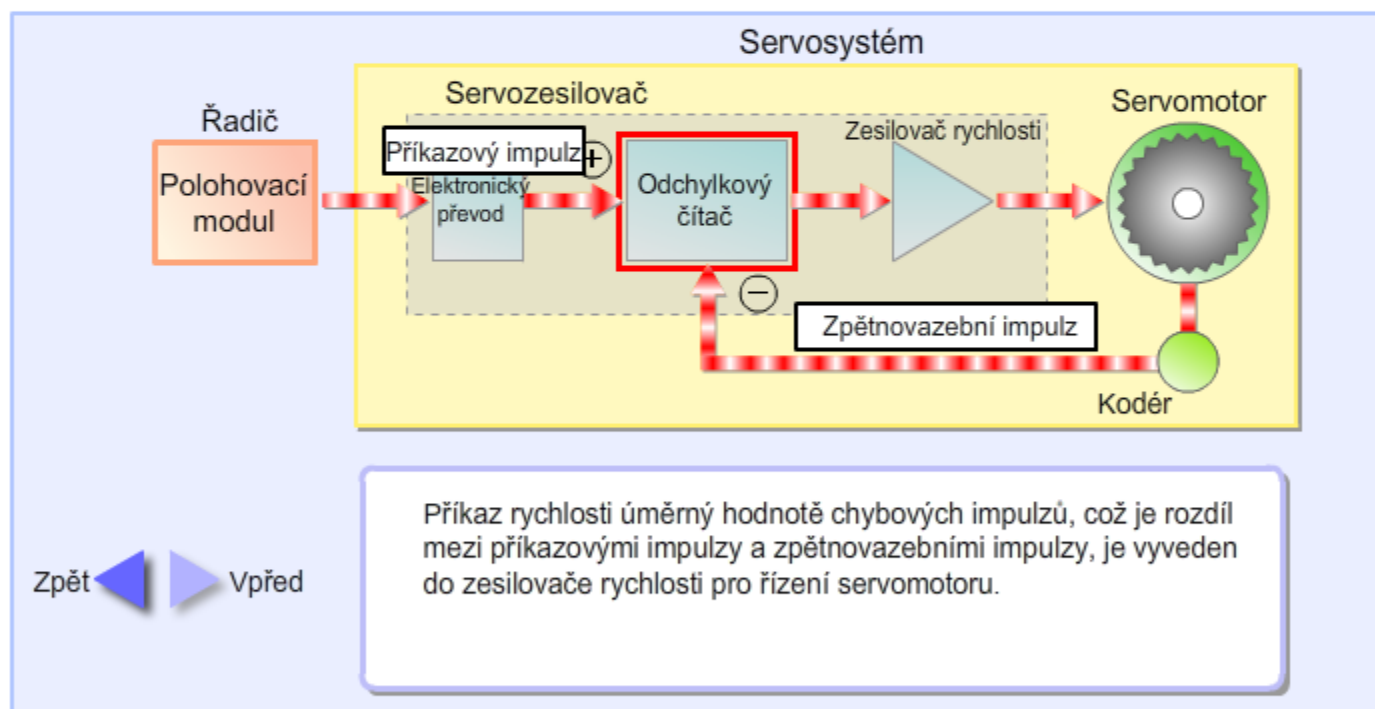 Servosystém
Servozesilovač
Servomotor
Řadič
Zesilovač rychlosti
Příkazový impulz
+
Polohovací
modul
Elektronický
převod
Odchylkový
čítač
−
Zpětnovazební impulz
Kodér
Příkaz rychlosti úměrný hodnotě chybových impulzů, což je rozdíl
mezi příkazovými impulzy a zpětnovazebními impulzy, je vyveden
do zesilovače rychlosti pro řízení servomotoru.
Zpět
Vpřed